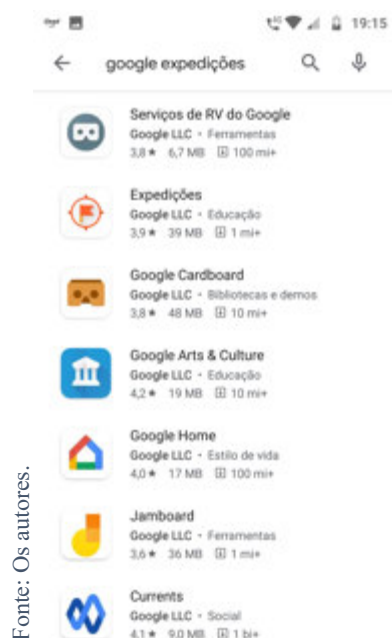 19:15
google expedições
Serviços de RV do Google
Google LLC • Ferramentas
3,8★ 6,7 MB 100 mi+
Expedições
Google LLC • Educação
3,9★ 39 MB 1 mi+
Google Cardboard
Google LLC • Bibliotecas e demos
3,8★ 48 MB 10 mi+
Google Arts & Culture
Google LLC • Educação
4,2★ 19 MB 10 mi+
Google Home
Google LLC • Estilo de vida
4,0★ 17 MB 100 mi+
Jamboard
Google LLC • Ferramentas
3,6★ 36 MB 1 mi+
Currents
Google LLC • Social
4,1★ 9,0 MB 1 bi+
Fonte: Os autores.